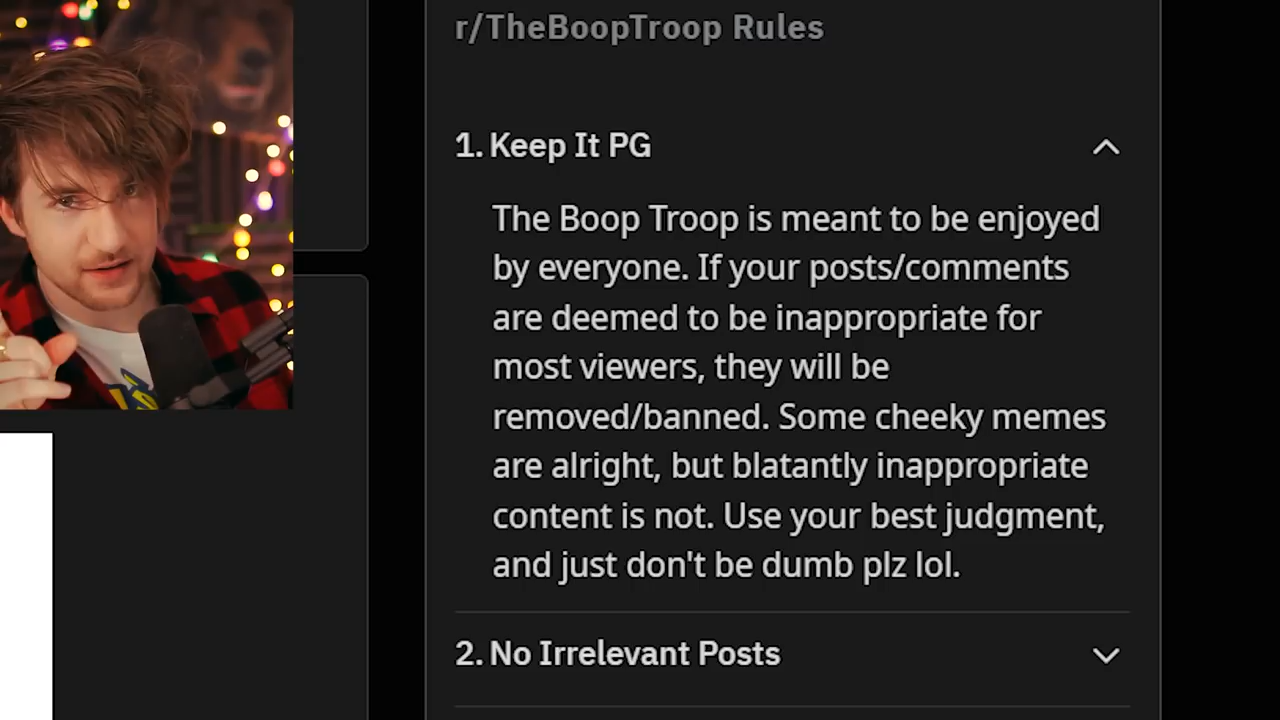 r/TheBoopTroop Rules
1. Keep It PG
The Boop Troop is meant to be enjoyed
by everyone. If your posts/comments
are deemed to be inappropriate for
most viewers, they will be
removed/banned. Some cheeky memes
are alright, but blatantly inappropriate
content is not. Use your best judgment,
and just don't be dumb plz lol.
2. No Irrelevant Posts